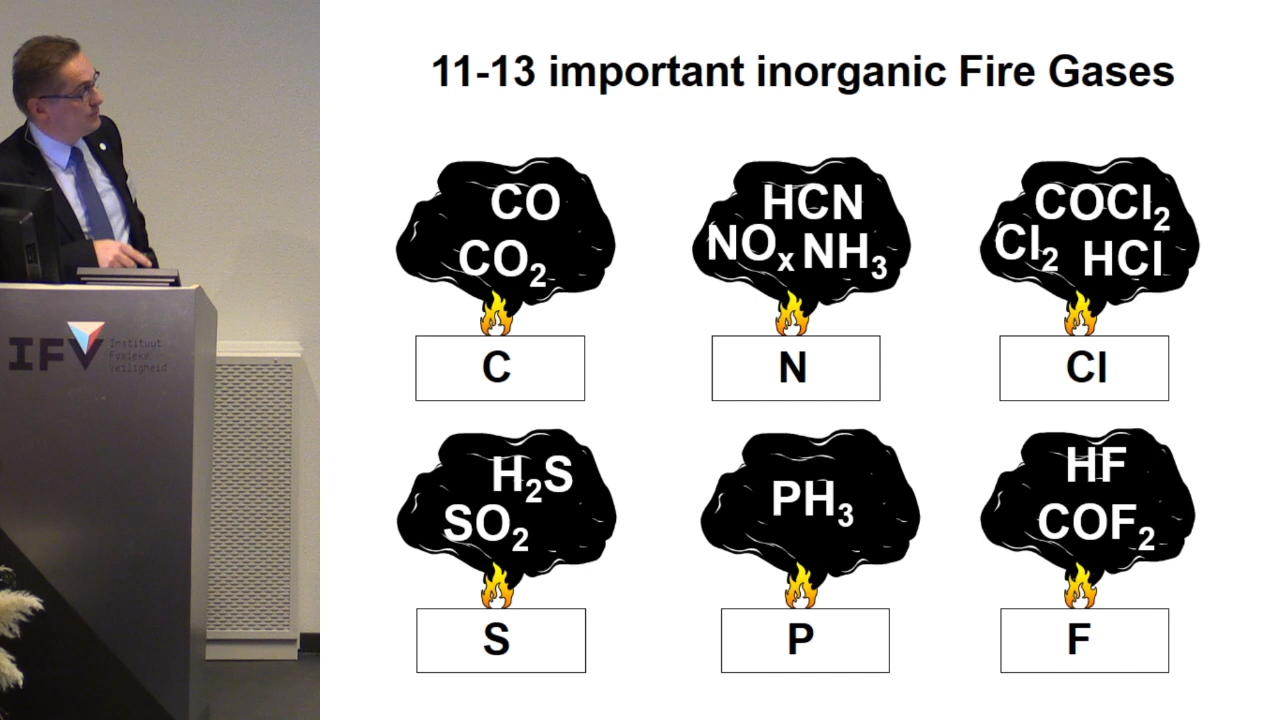 11-13 important inorganic Fire Gases
CO
CO₂
C
HCN
NOₓ NH₃
N
COCl₂
Cl₂ HCl
Cl
H₂S
SO₂
S
PH₃
P
HF
COF₂
F
IFV
Instituut
Fysieke
Veiligheid